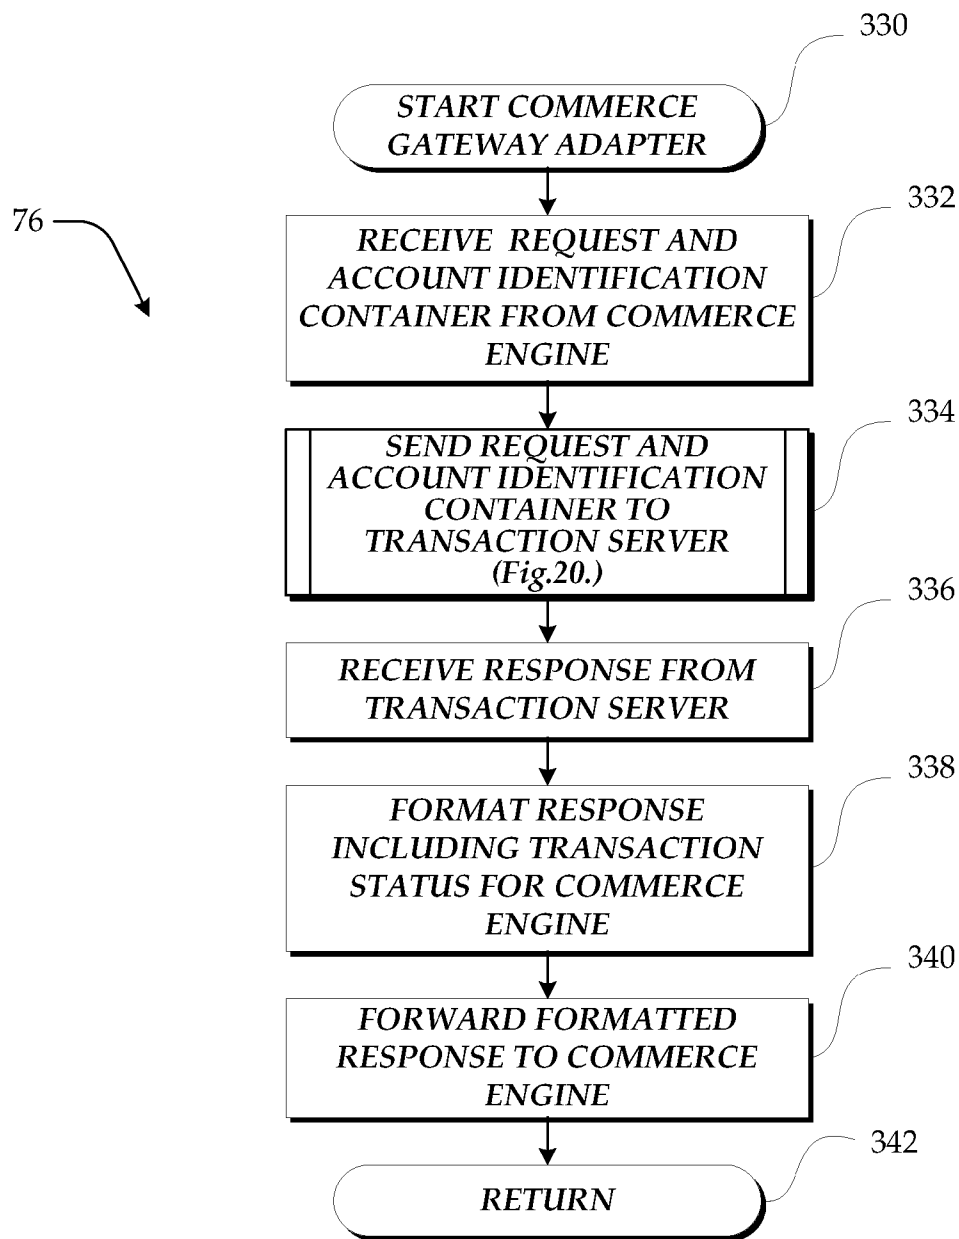 330
START COMMERCE
GATEWAY ADAPTER
76
332
RECEIVE REQUEST AND
ACCOUNT IDENTIFICATION
CONTAINER FROM COMMERCE
ENGINE
334
SEND REQUEST AND
ACCOUNT IDENTIFICATION
CONTAINER TO
TRANSACTION SERVER
(Fig.20.)
336
RECEIVE RESPONSE FROM
TRANSACTION SERVER
338
FORMAT RESPONSE
INCLUDING TRANSACTION
STATUS FOR COMMERCE
ENGINE
340
FORWARD FORMATTED
RESPONSE TO COMMERCE
ENGINE
342
RETURN